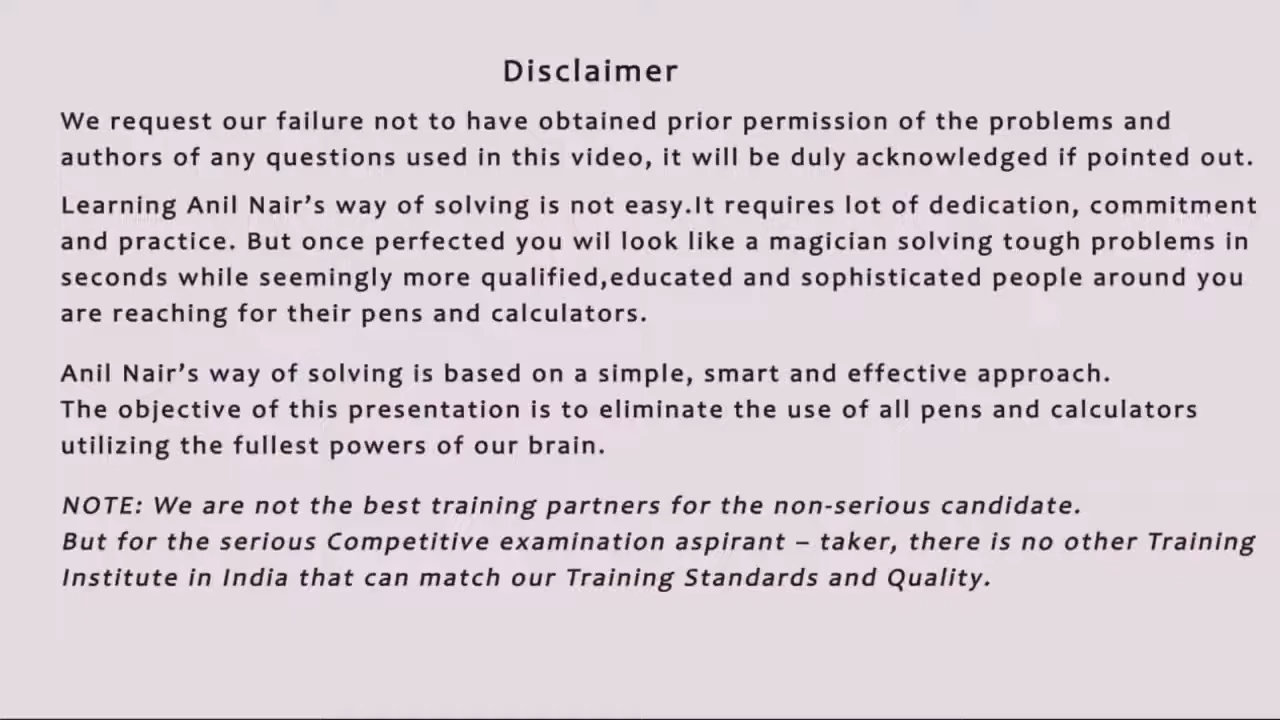 Disclaimer
We request our failure not to have obtained prior permission of the problems and
authors of any questions used in this video, it will be duly acknowledged if pointed out.
Learning Anil Nair’s way of solving is not easy.It requires lot of dedication, commitment
and practice. But once perfected you wil look like a magician solving tough problems in
seconds while seemingly more qualified,educated and sophisticated people around you
are reaching for their pens and calculators.
Anil Nair’s way of solving is based on a simple, smart and effective approach.
The objective of this presentation is to eliminate the use of all pens and calculators
utilizing the fullest powers of our brain.
NOTE: We are not the best training partners for the non-serious candidate.
But for the serious Competitive examination aspirant – taker, there is no other Training
Institute in India that can match our Training Standards and Quality.